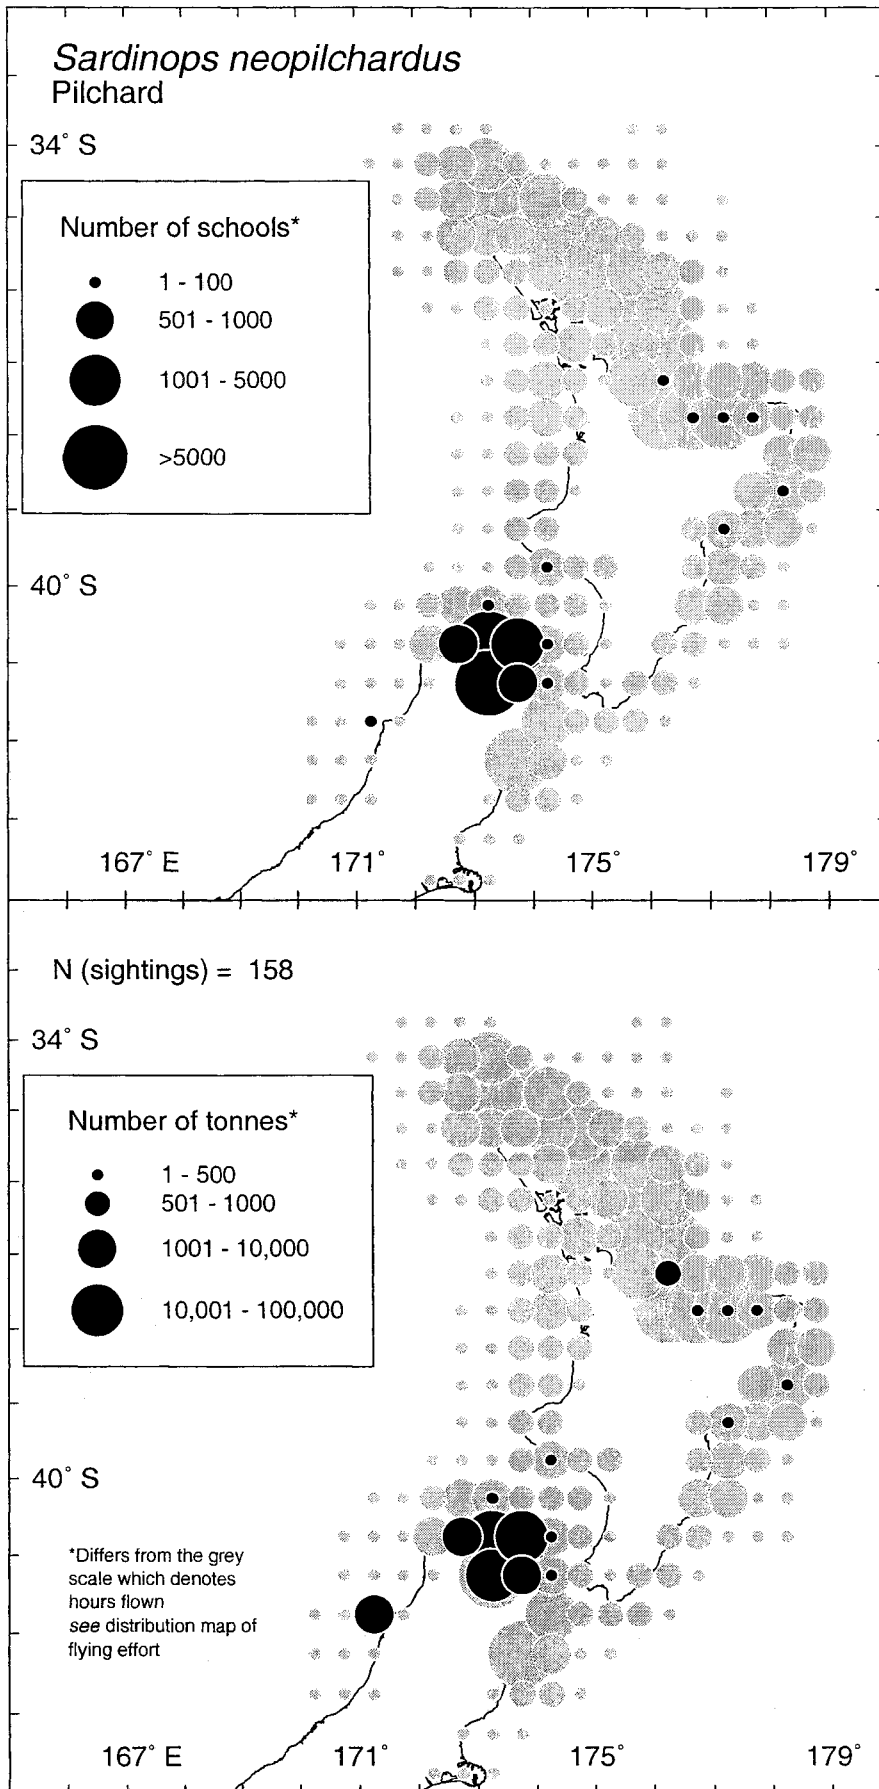 Sardinops neopilchardus
Pilchard
34° S
Number of schools*
1 - 100
501 - 1000
1001 - 5000
>5000
40° S
167° E 171° 175° 179°
N (sightings) = 158
34° S
Number of tonnes*
1 - 500
501 - 1000
1001 - 10,000
10,001 - 100,000
40° S
*Differs from the grey
scale which denotes
hours flown
see distribution map of
flying effort
167° E 171° 175° 179°